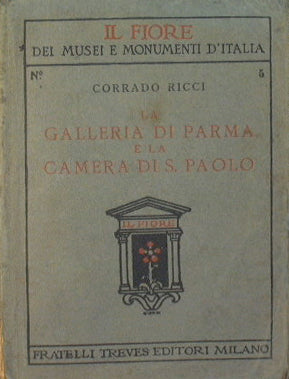 IL FIORE
DEI MUSEI E MONUMENTI D'ITALIA
No. 5
CORRADO RICCI
LA
GALLERIA DI PARMA
E LA
CAMERA DI S. PAOLO
IL FIORE
FRATELLI TREVES EDITORI MILANO